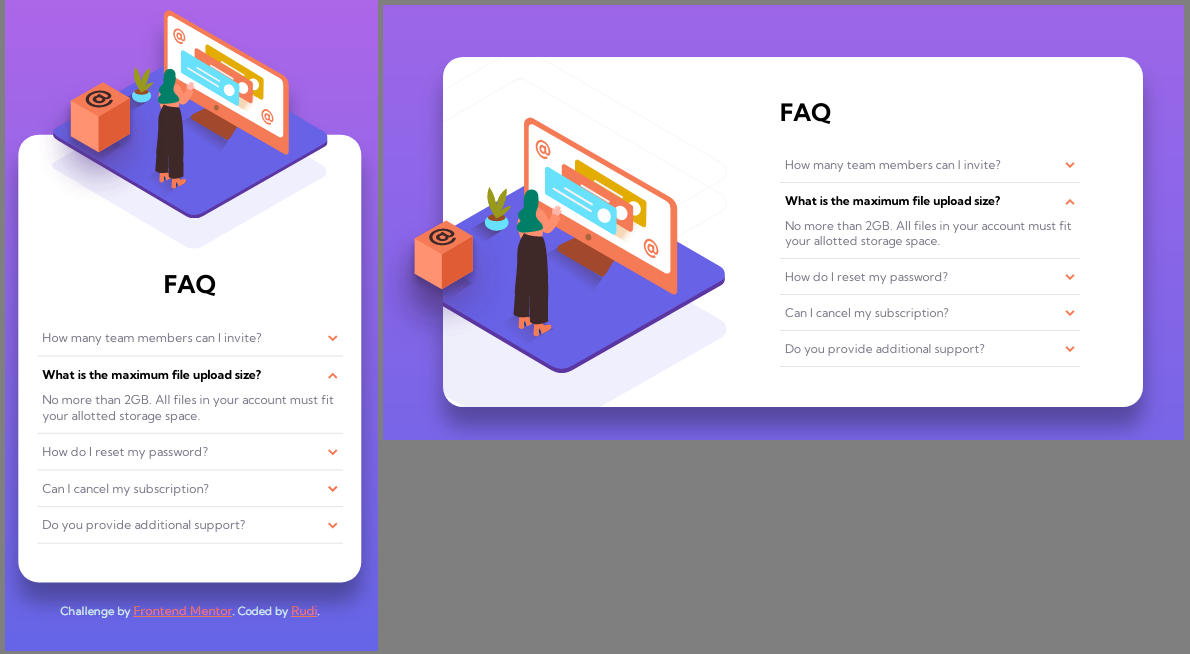 @
@
@
FAQ
How many team members can I invite?
What is the maximum file upload size?
No more than 2GB. All files in your account must fit
your allotted storage space.
How do I reset my password?
Can I cancel my subscription?
Do you provide additional support?
Challenge by Frontend Mentor. Coded by Rudi.
@
@
@
FAQ
How many team members can I invite?
What is the maximum file upload size?
No more than 2GB. All files in your account must fit
your allotted storage space.
How do I reset my password?
Can I cancel my subscription?
Do you provide additional support?